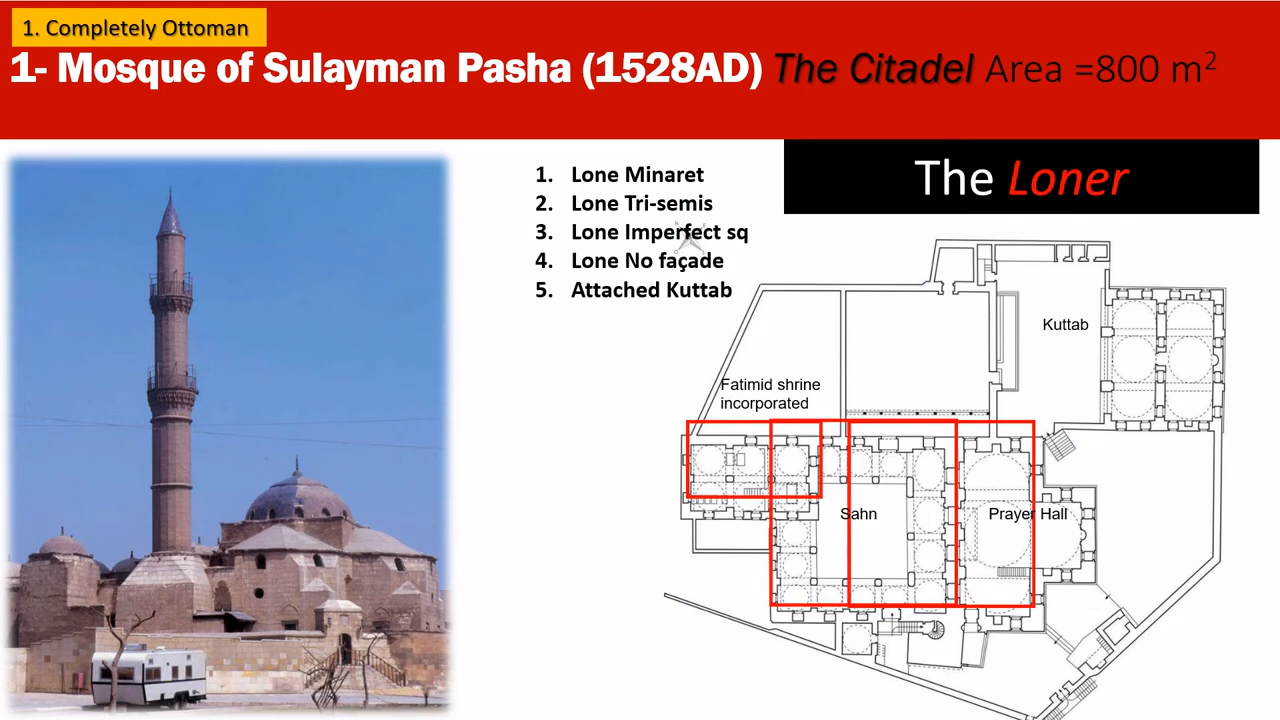 1. Completely Ottoman
1- Mosque of Sulayman Pasha (1528AD) The Citadel Area =800 m²
The Loner
1. Lone Minaret
2. Lone Tri-semis
3. Lone Imperfect sq
4. Lone No façade
5. Attached Kuttab
Kuttab
Fatimid shrine
incorporated
Sahn
Prayer Hall